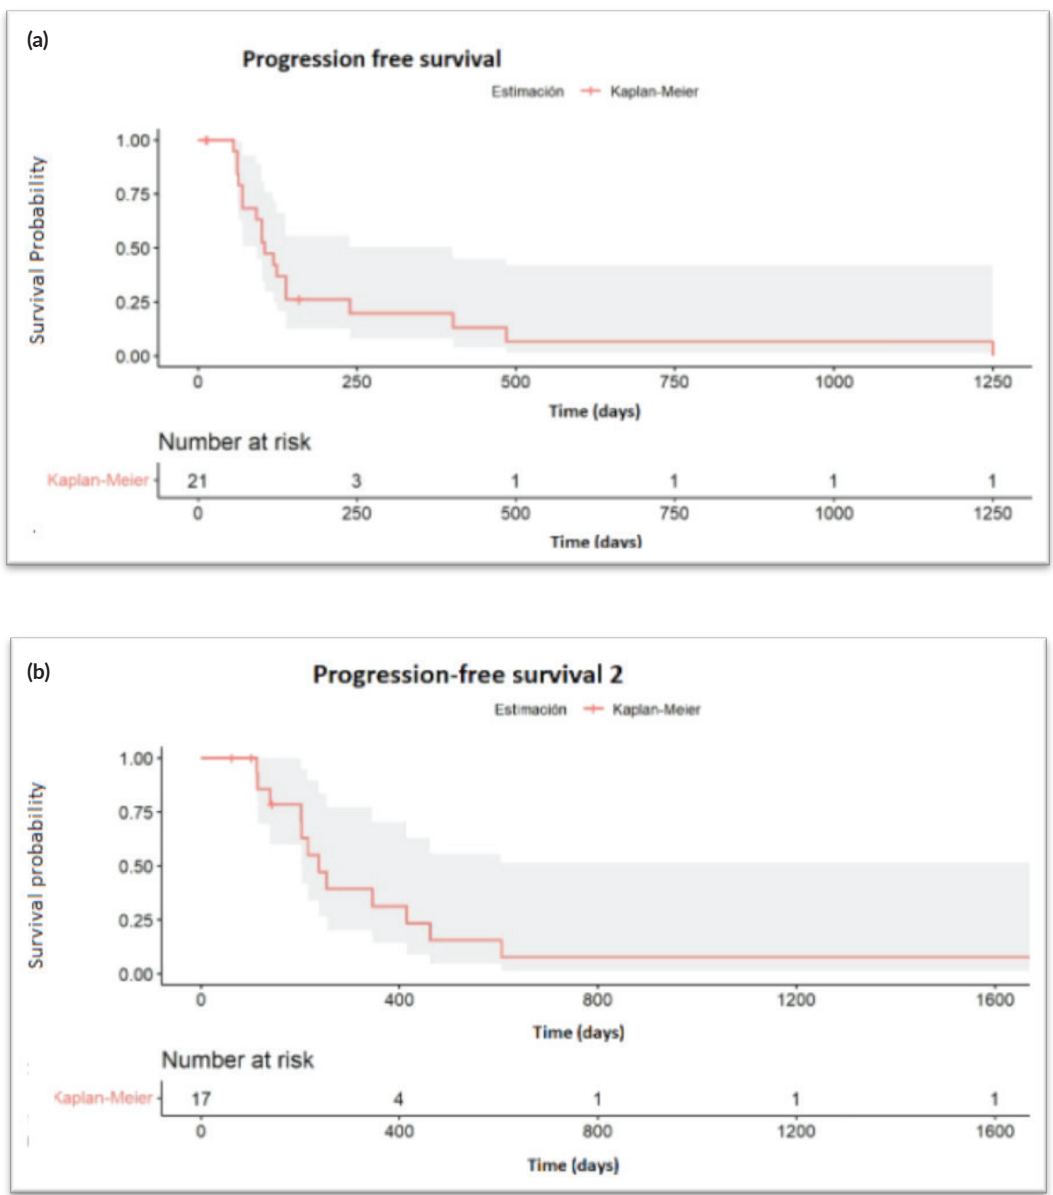 (a)
Progression free survival
Estimación Kaplan-Meier
Survival Probability
1.00
0.75
0.50
0.25
0.00
0 250 500 750 1000 1250
Time (days)
Number at risk
Kaplan-Meier 21 3 1 1 1 1
0 250 500 750 1000 1250
Time (days)
(b)
Progression-free survival 2
Estimación Kaplan-Meier
Survival probability
1.00
0.75
0.50
0.25
0.00
0 400 800 1200 1600
Time (days)
Number at risk
Kaplan-Meier 17 4 1 1 1
0 400 800 1200 1600
Time (days)